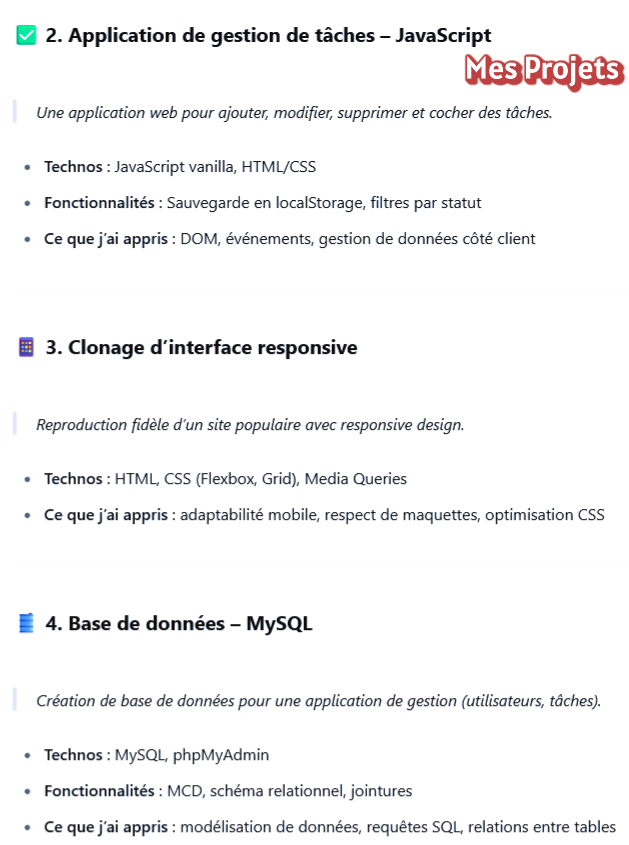 ✅ 2. Application de gestion de tâches – JavaScript
Mes Projets
Une application web pour ajouter, modifier, supprimer et cocher des tâches.
• Technos : JavaScript vanilla, HTML/CSS
• Fonctionnalités : Sauvegarde en localStorage, filtres par statut
• Ce que j’ai appris : DOM, événements, gestion de données côté client
3. Clonage d’interface responsive
Reproduction fidèle d’un site populaire avec responsive design.
• Technos : HTML, CSS (Flexbox, Grid), Media Queries
• Ce que j’ai appris : adaptabilité mobile, respect de maquettes, optimisation CSS
4. Base de données – MySQL
Création de base de données pour une application de gestion (utilisateurs, tâches).
• Technos : MySQL, phpMyAdmin
• Fonctionnalités : MCD, schéma relationnel, jointures
• Ce que j’ai appris : modélisation de données, requêtes SQL, relations entre tables